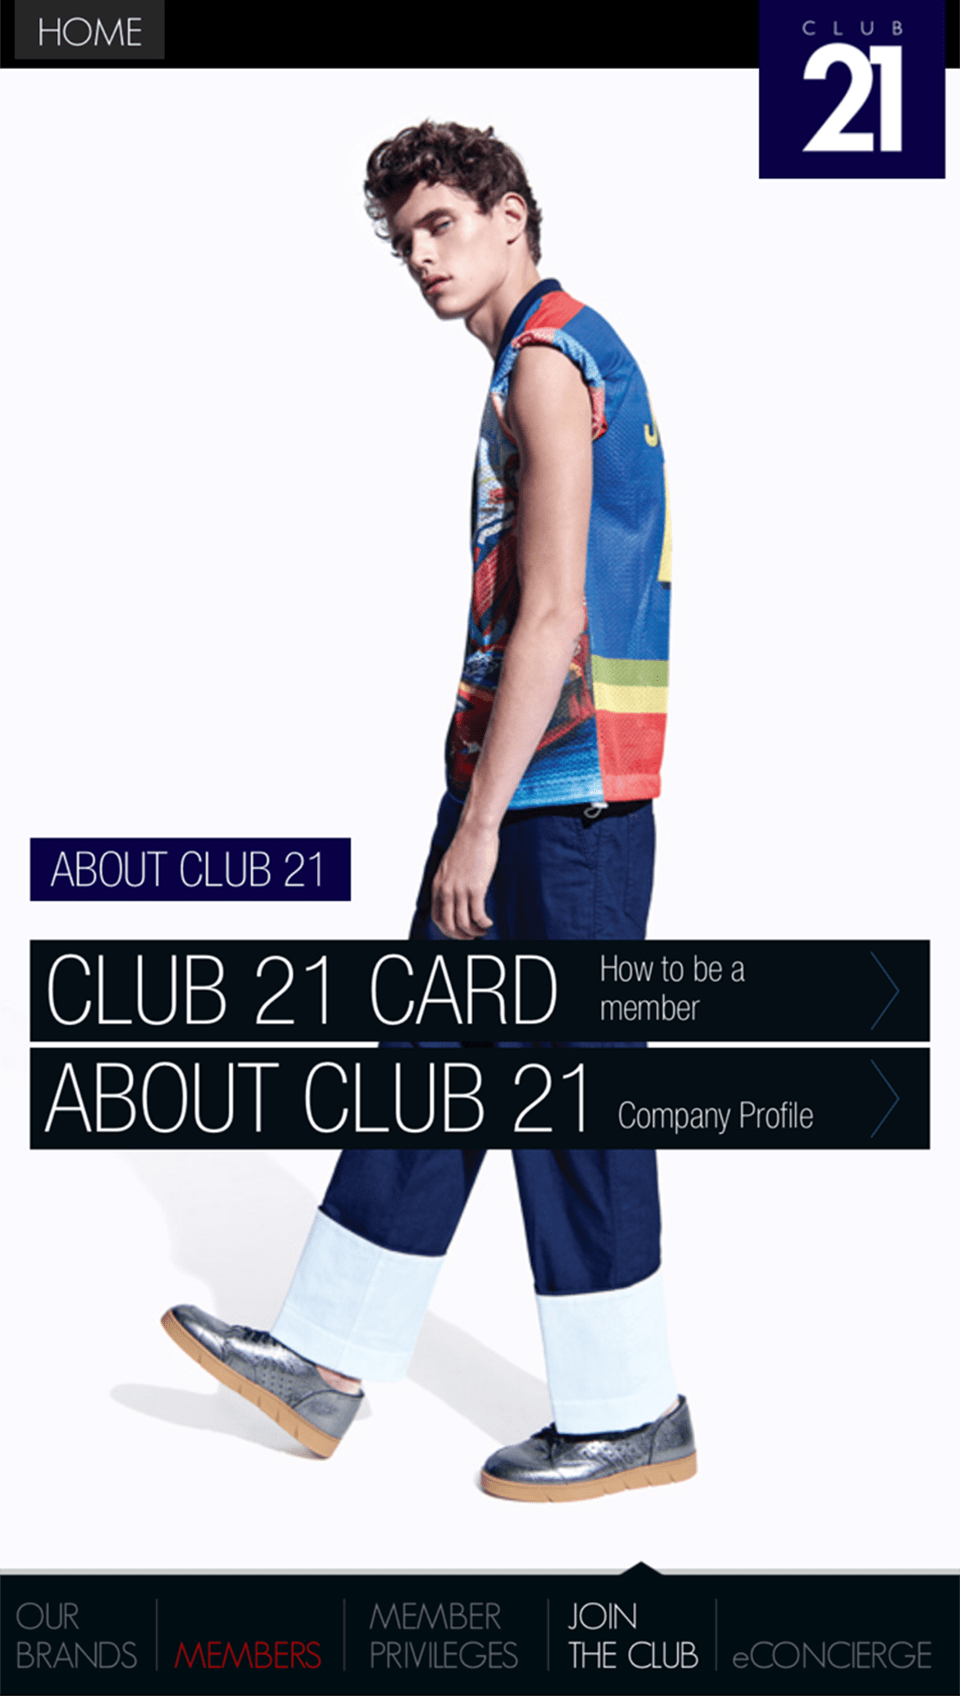 HOME
CLUB
21
ABOUT CLUB 21
CLUB 21 CARD
How to be a
member
ABOUT CLUB 21
Company Profile
OUR
BRANDS
MEMBERS
MEMBER
PRIVILEGES
JOIN
THE CLUB
eCONCIERGE